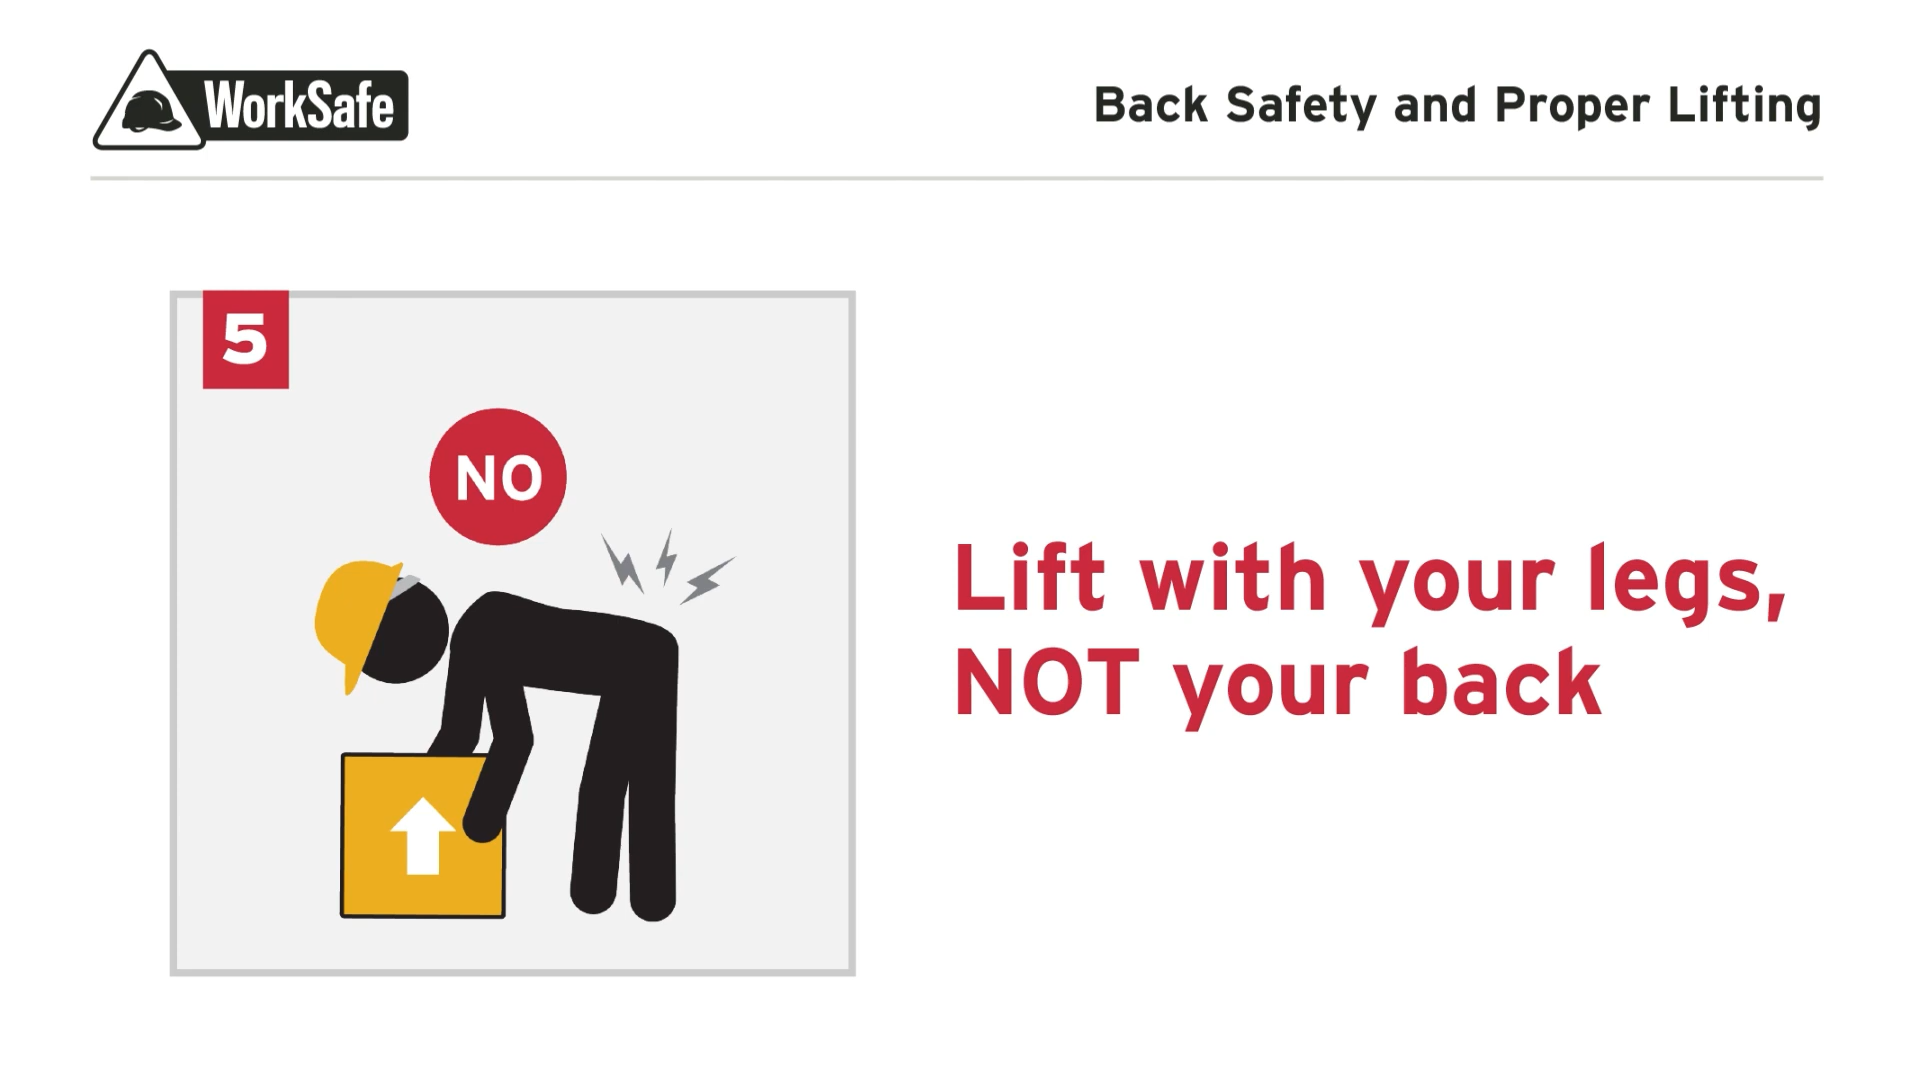 WorkSafe
Back Safety and Proper Lifting
5
NO
Lift with your legs,
NOT your back